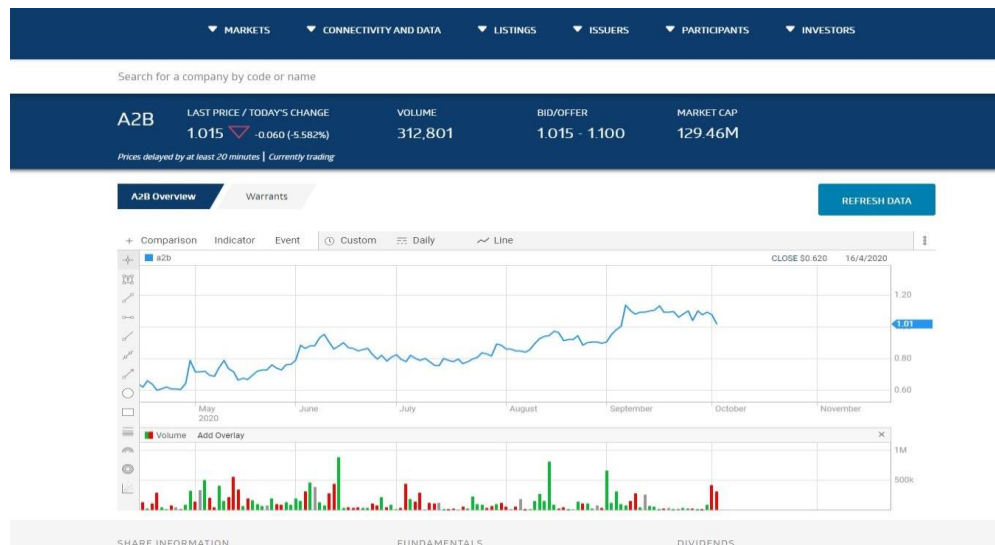 MARKETS CONNECTIVITY AND DATA LISTINGS ISSUERS PARTICIPANTS INVESTORS
Search for a company by code or name
A2B
LAST PRICE / TODAY'S CHANGE VOLUME BID/OFFER MARKET CAP
1.015 -0.060 (-5.582%) 312,801 1.015 - 1.100 129.46M
Prices delayed by at least 20 minutes | Currently trading
A2B Overview Warrants
REFRESH DATA
+ Comparison Indicator Event Custom Daily Line
a2b CLOSE $0.620 16/4/2020
1.20
1.01
0.80
0.60
May June July August September October November
2020
Volume Add Overlay ×
1M
500k
SHARE INFORMATION FUNDAMENTALS DIVIDENDS